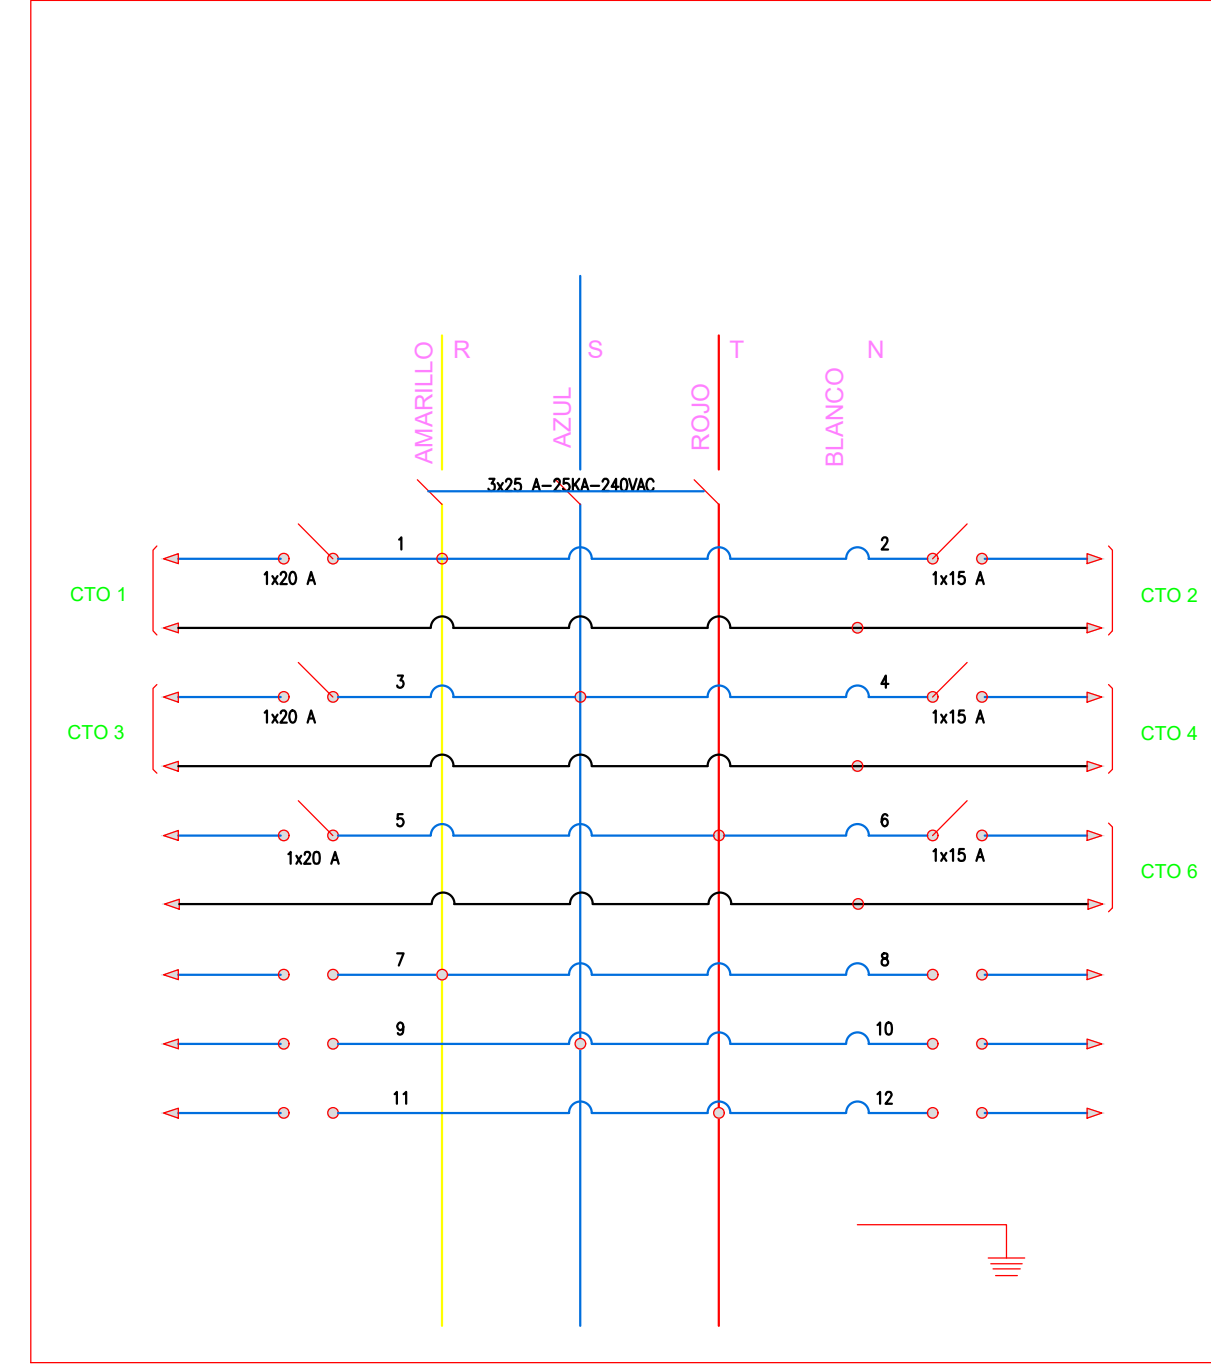 R
S
T
N
AMARILLO
AZUL
ROJO
BLANCO
3x25 A-25KA-240VAC
1
2
1x20 A
1x15 A
CTO 1
CTO 2
3
4
1x20 A
1x15 A
CTO 3
CTO 4
5
6
1x20 A
1x15 A
CTO 6
7
8
9
10
11
12